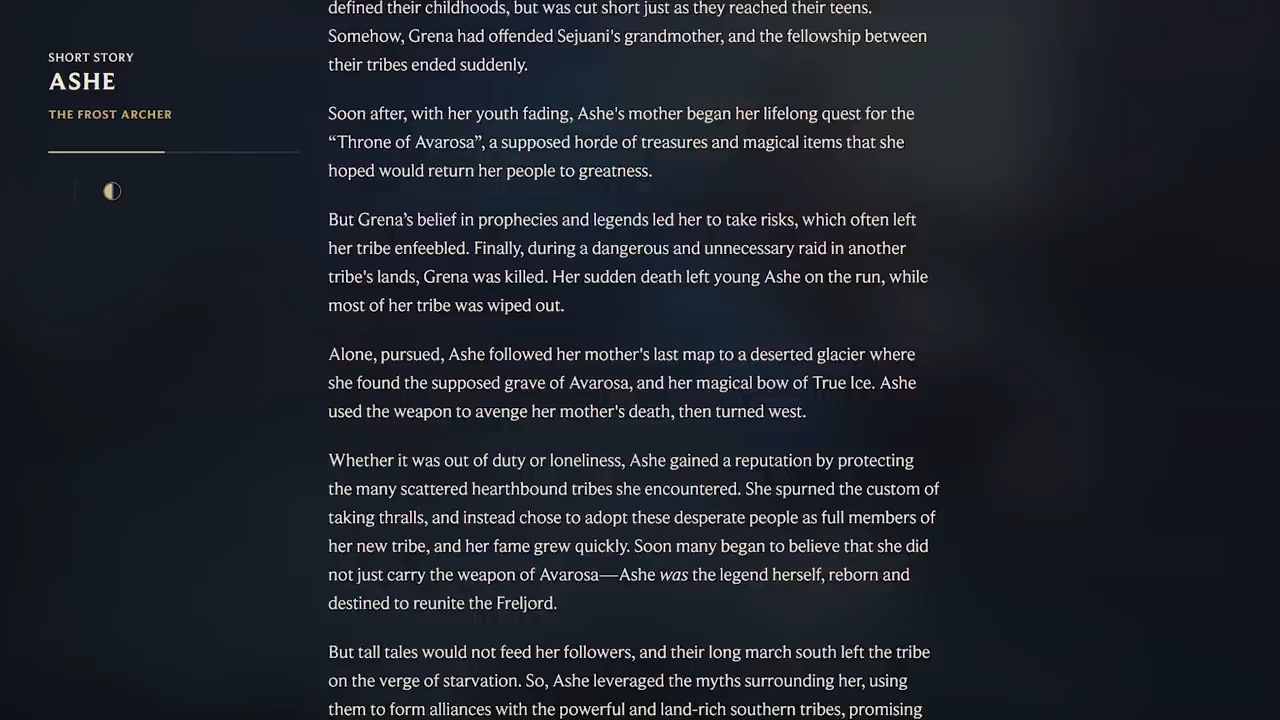 SHORT STORY
ASHE
THE FROST ARCHER
defined their childhoods, but was cut short just as they reached their teens.
Somehow, Grena had offended Sejuani's grandmother, and the fellowship between
their tribes ended suddenly.
Soon after, with her youth fading, Ashe's mother began her lifelong quest for the
“Throne of Avarosa”, a supposed horde of treasures and magical items that she
hoped would return her people to greatness.
But Grena’s belief in prophecies and legends led her to take risks, which often left
her tribe enfeebled. Finally, during a dangerous and unnecessary raid in another
tribe's lands, Grena was killed. Her sudden death left young Ashe on the run, while
most of her tribe was wiped out.
Alone, pursued, Ashe followed her mother's last map to a deserted glacier where
she found the supposed grave of Avarosa, and her magical bow of True Ice. Ashe
used the weapon to avenge her mother's death, then turned west.
Whether it was out of duty or loneliness, Ashe gained a reputation by protecting
the many scattered hearthbound tribes she encountered. She spurned the custom of
taking thralls, and instead chose to adopt these desperate people as full members of
her new tribe, and her fame grew quickly. Soon many began to believe that she did
not just carry the weapon of Avarosa—Ashe was the legend herself, reborn and
destined to reunite the Freljord.
But tall tales would not feed her followers, and their long march south left the tribe
on the verge of starvation. So, Ashe leveraged the myths surrounding her, using
them to form alliances with the powerful and land-rich southern tribes, promising